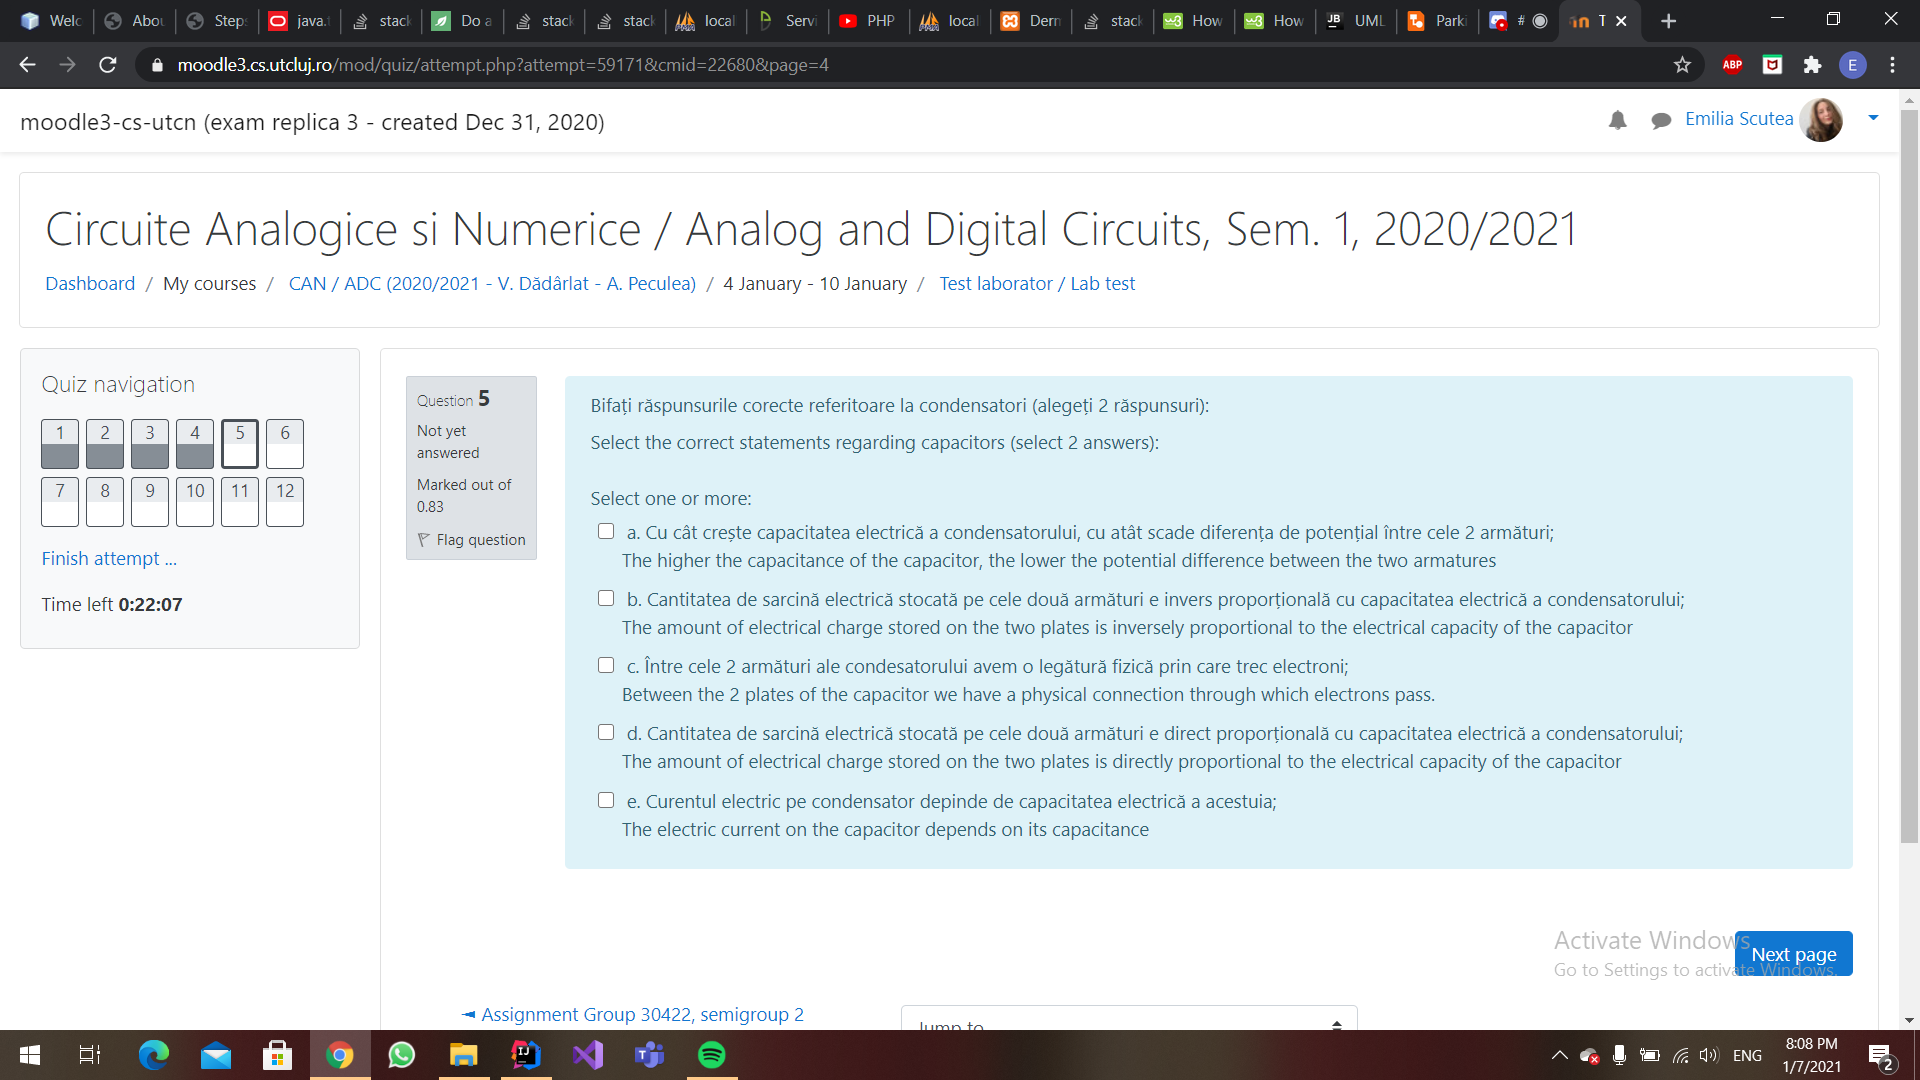 Welc
Abou
Step
java.
stack
Do a
stack
stack
local
Servi
PHP
local
Dern
stack
How
How
UML
Parki
#
T
moodle3.cs.utcluj.ro/mod/quiz/attempt.php?attempt=59171&cmid=22680&page=4
ABP
E
moodle3-cs-utcn (exam replica 3 - created Dec 31, 2020)
Emilia Scutea
Circuite Analogice si Numerice / Analog and Digital Circuits, Sem. 1, 2020/2021
Dashboard / My courses / CAN / ADC (2020/2021 - V. Dădârlat - A. Peculea) / 4 January - 10 January / Test laborator / Lab test
Quiz navigation
1 2 3 4 5 6
7 8 9 10 11 12
Finish attempt ...
Time left 0:22:07
Question 5
Not yet
answered
Marked out of
0.83
Flag question
Bifați răspunsurile corecte referitoare la condensatori (alegeți 2 răspunsuri):
Select the correct statements regarding capacitors (select 2 answers):
Select one or more:
a. Cu cât crește capacitatea electrică a condensatorului, cu atât scade diferența de potențial între cele 2 armături;
The higher the capacitance of the capacitor, the lower the potential difference between the two armatures
b. Cantitatea de sarcină electrică stocată pe cele două armături e invers proporțională cu capacitatea electrică a condensatorului;
The amount of electrical charge stored on the two plates is inversely proportional to the electrical capacity of the capacitor
c. Între cele 2 armături ale condesatorului avem o legătură fizică prin care trec electroni;
Between the 2 plates of the capacitor we have a physical connection through which electrons pass.
d. Cantitatea de sarcină electrică stocată pe cele două armături e direct proporțională cu capacitatea electrică a condensatorului;
The amount of electrical charge stored on the two plates is directly proportional to the electrical capacity of the capacitor
e. Curentul electric pe condensator depinde de capacitatea electrică a acestuia;
The electric current on the capacitor depends on its capacitance
Activate Windows
Go to Settings to activate Windows.
Next page
◄ Assignment Group 30422, semigroup 2
Jump to
ENG
8:08 PM
1/7/2021
2